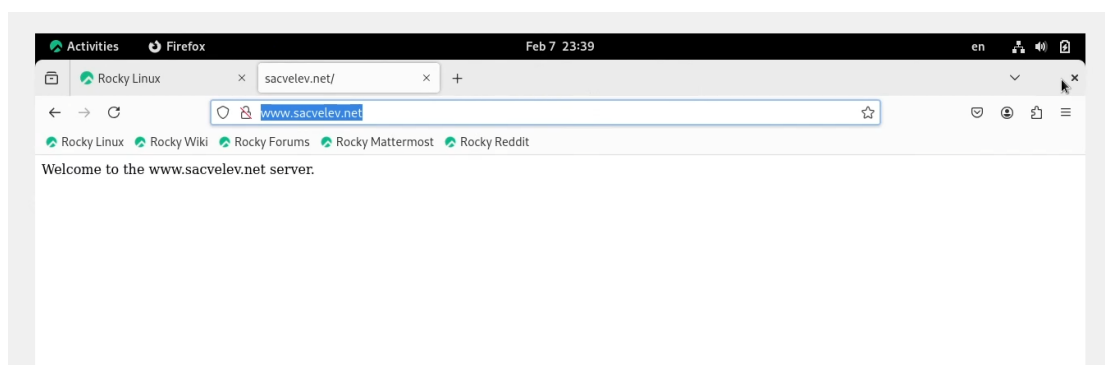 Activities Firefox Feb 7 23:39 en
Rocky Linux sacvelev.net/
www.sacvelev.net
Rocky Linux Rocky Wiki Rocky Forums Rocky Mattermost Rocky Reddit
Welcome to the www.sacvelev.net server.